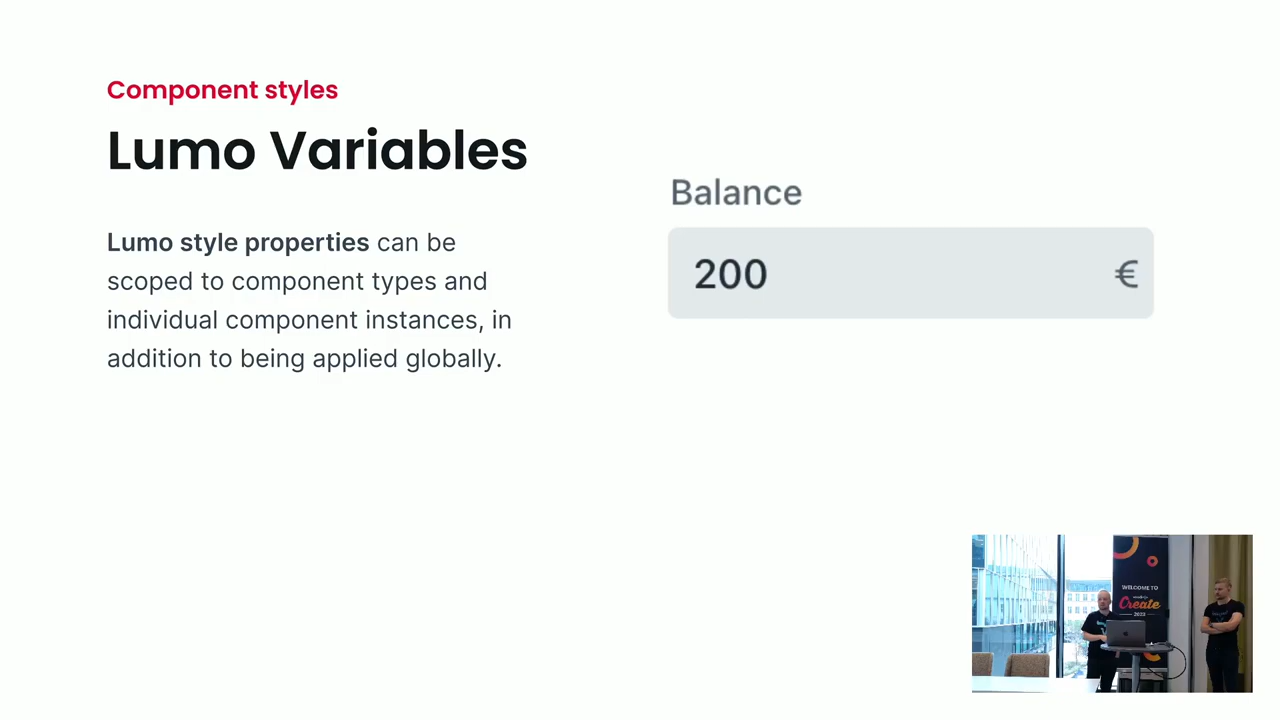 Component styles
Lumo Variables
Lumo style properties can be
scoped to component types and
individual component instances, in
addition to being applied globally.
Balance
200 €
WELCOME TO
Create